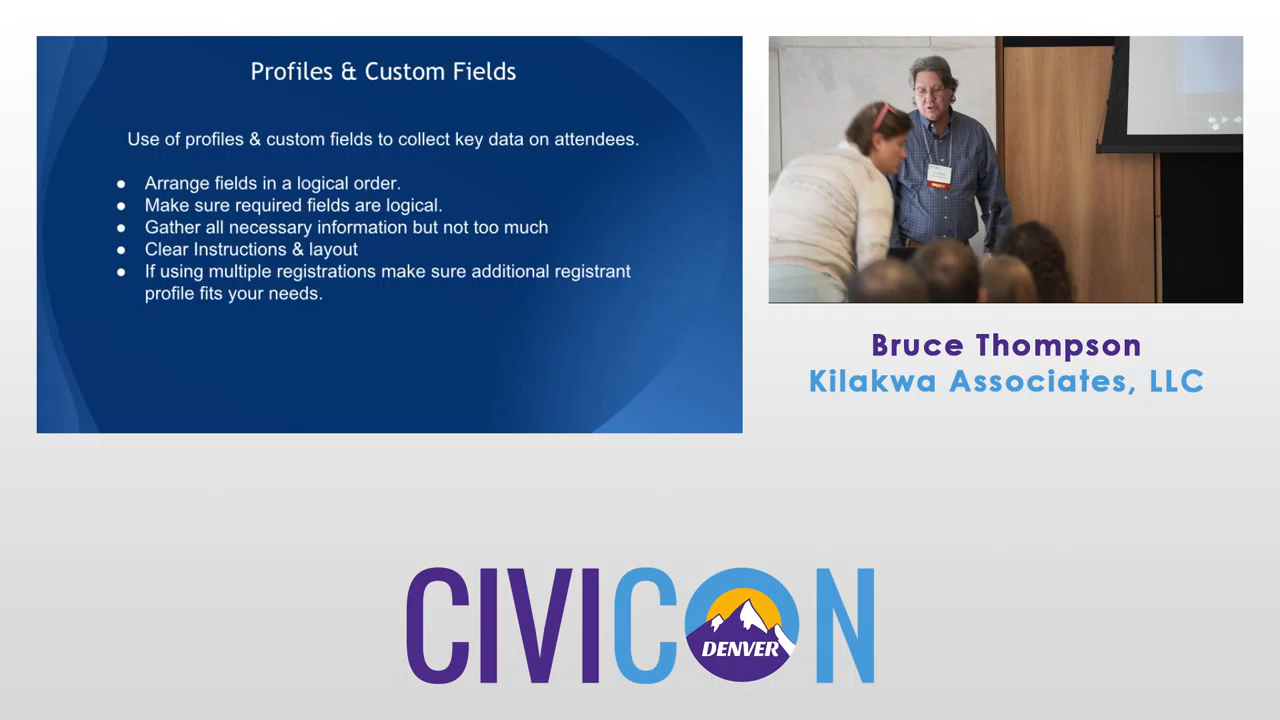 Profiles & Custom Fields
Use of profiles & custom fields to collect key data on attendees.
● Arrange fields in a logical order.
● Make sure required fields are logical.
● Gather all necessary information but not too much
● Clear Instructions & layout
● If using multiple registrations make sure additional registrant
profile fits your needs.
Bruce Thompson
Kilakwa Associates, LLC
CIVICON
DENVER